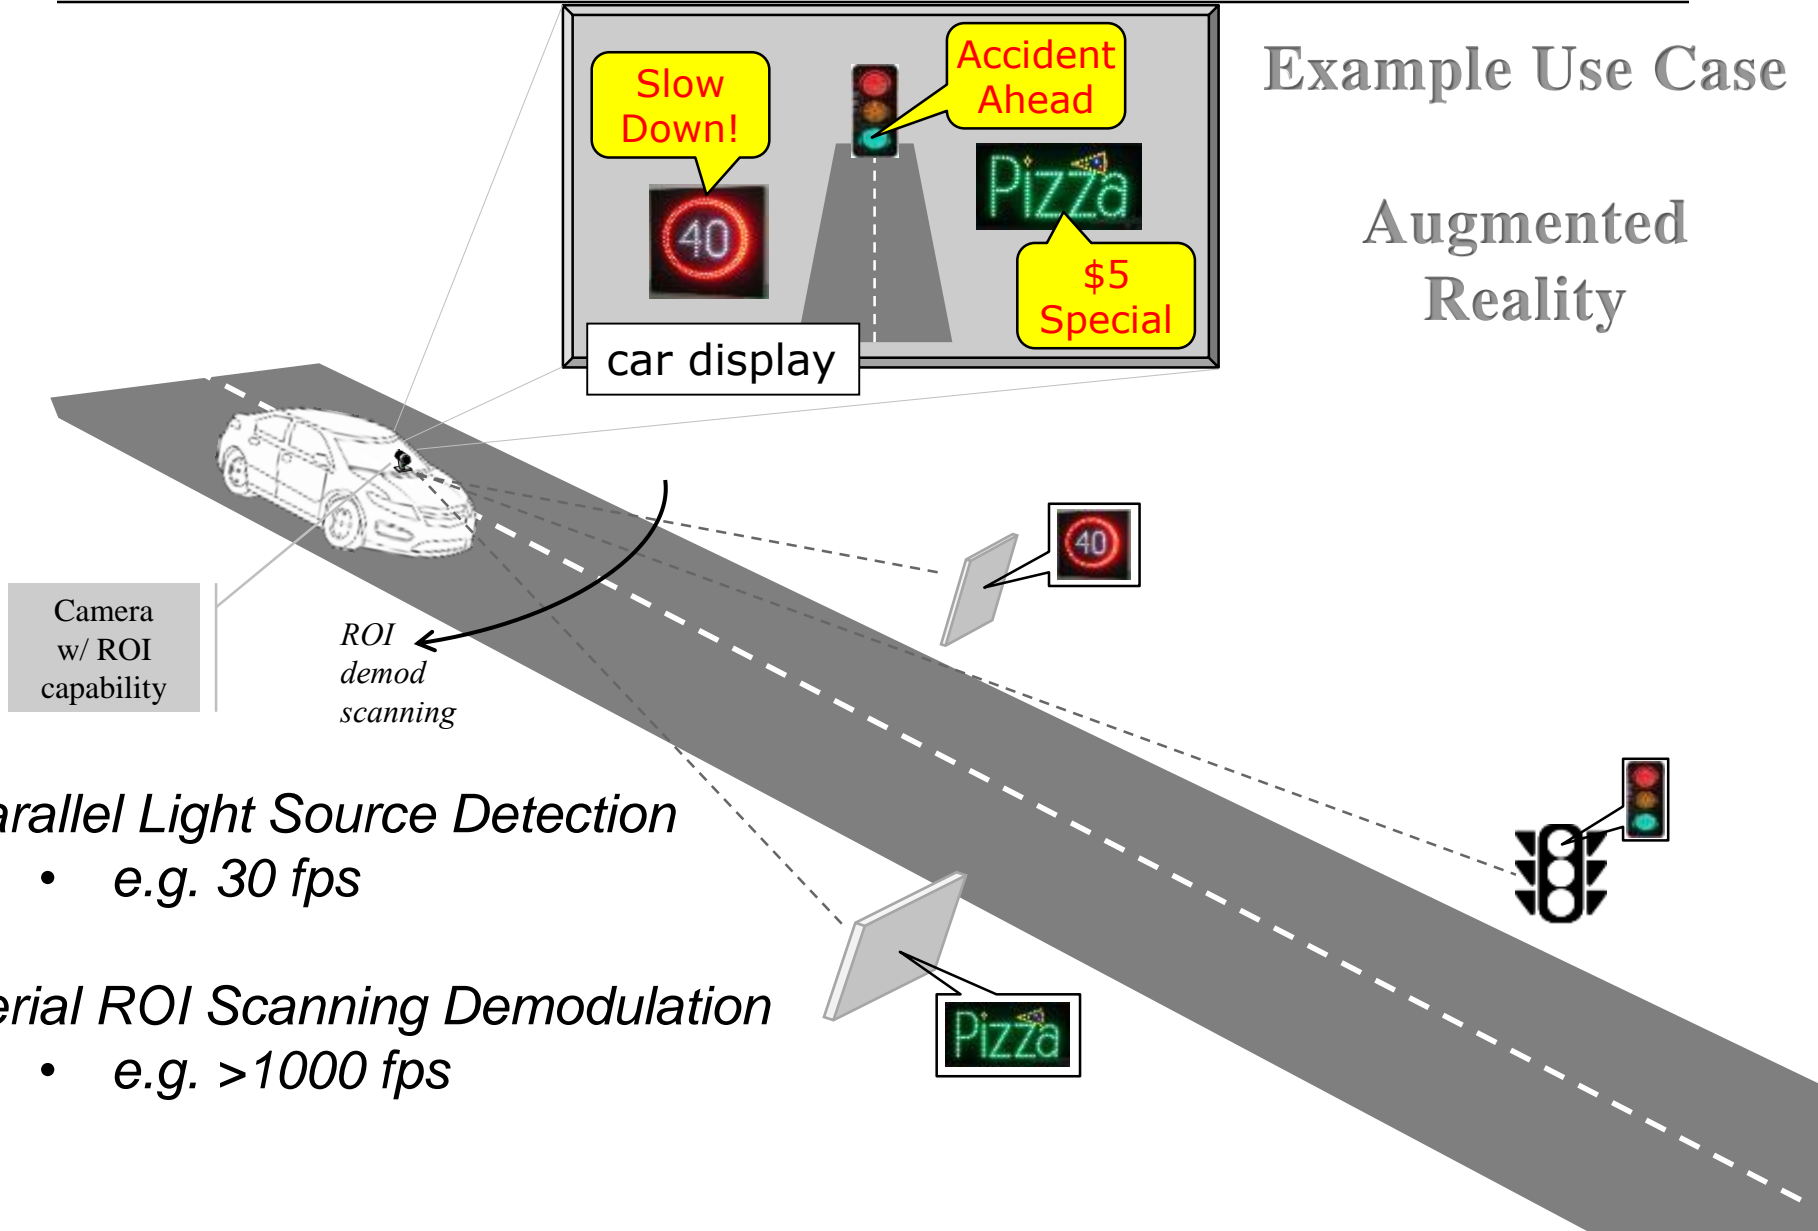 Example Use Case
Augmented
Reality
Slow
Down!
Accident
Ahead
40
Pizza
$5
Special
car display
40
Camera
w/ ROI
capability
ROI
demod
scanning
arallel Light Source Detection
• e.g. 30 fps
erial ROI Scanning Demodulation
• e.g. >1000 fps
Pizza